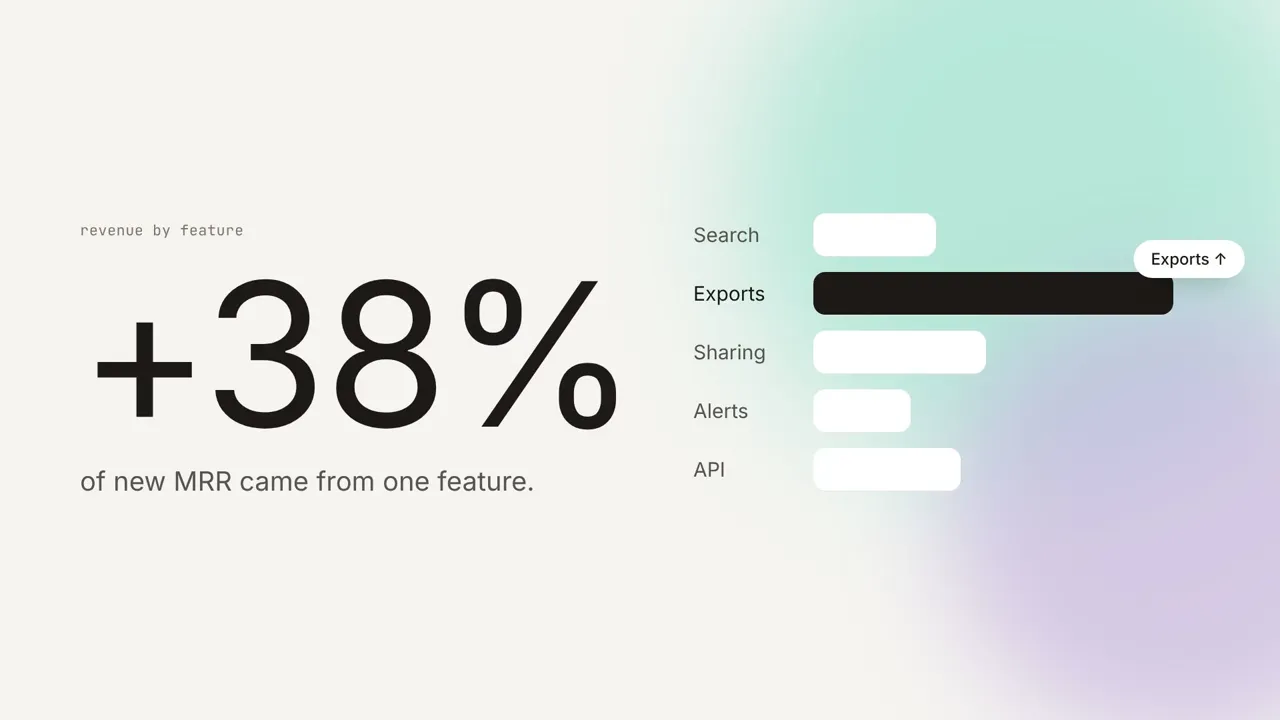 revenue by feature
+38%
of new MRR came from one feature.
Search
Exports
Exports ↑
Sharing
Alerts
API